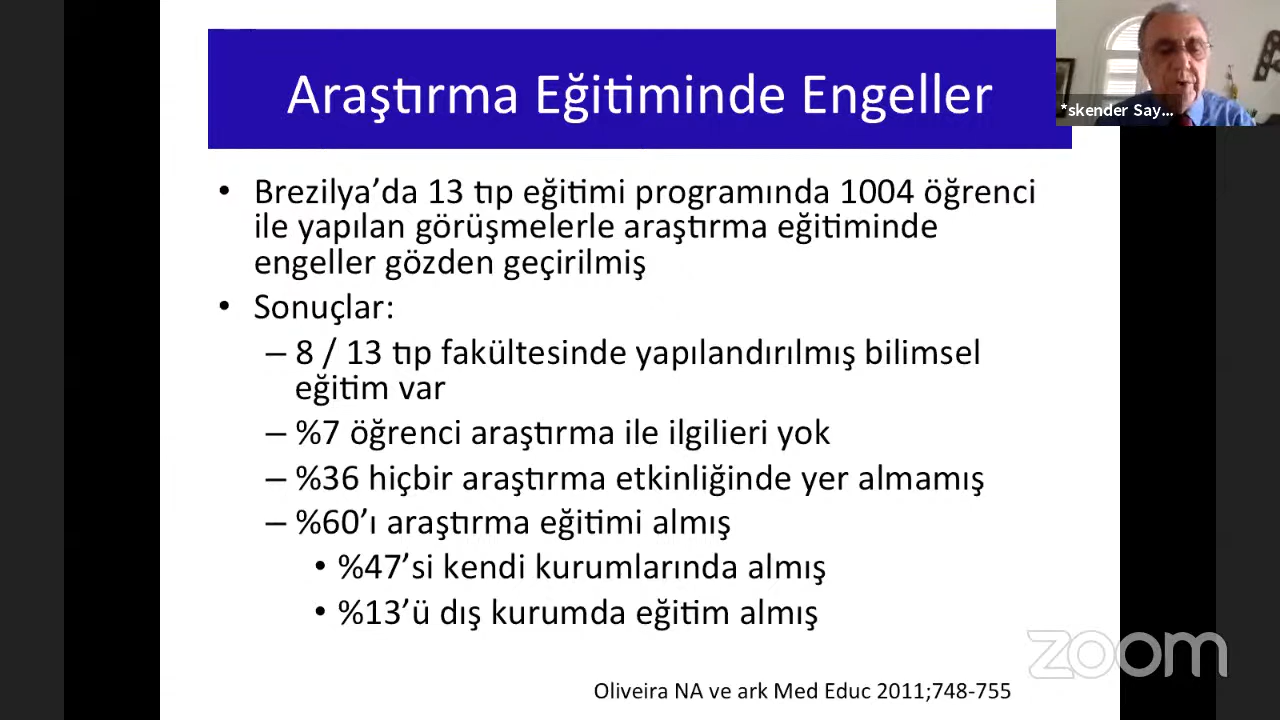 Araştırma Eğitiminde Engeller
*skender Say...
• Brezilya’da 13 tıp eğitimi programında 1004 öğrenci
ile yapılan görüşmelerle araştırma eğitiminde
engeller gözden geçirilmiş
• Sonuçlar:
– 8 / 13 tıp fakültesinde yapılandırılmış bilimsel
eğitim var
– %7 öğrenci araştırma ile ilgilieri yok
– %36 hiçbir araştırma etkinliğinde yer almamış
– %60’ı araştırma eğitimi almış
• %47’si kendi kurumlarında almış
• %13’ü dış kurumda eğitim almış
zoom
Oliveira NA ve ark Med Educ 2011;748-755